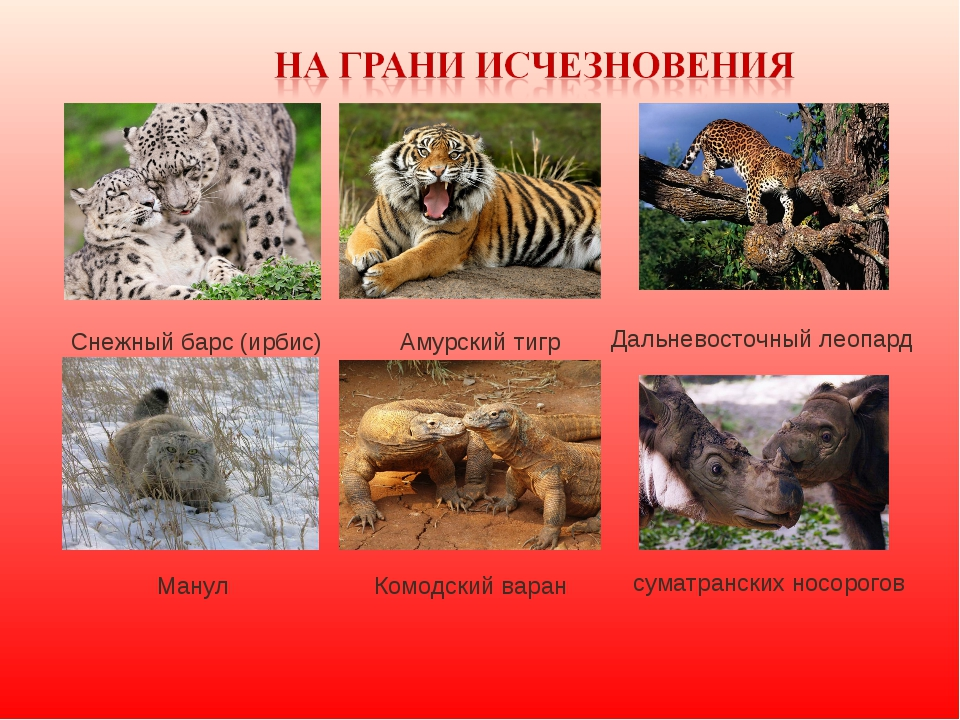 НА ГРАНИ ИСЧЕЗНОВЕНИЯ
Снежный барс (ирбис)
Амурский тигр
Дальневосточный леопард
Манул
Комодский варан
суматранских носорогов